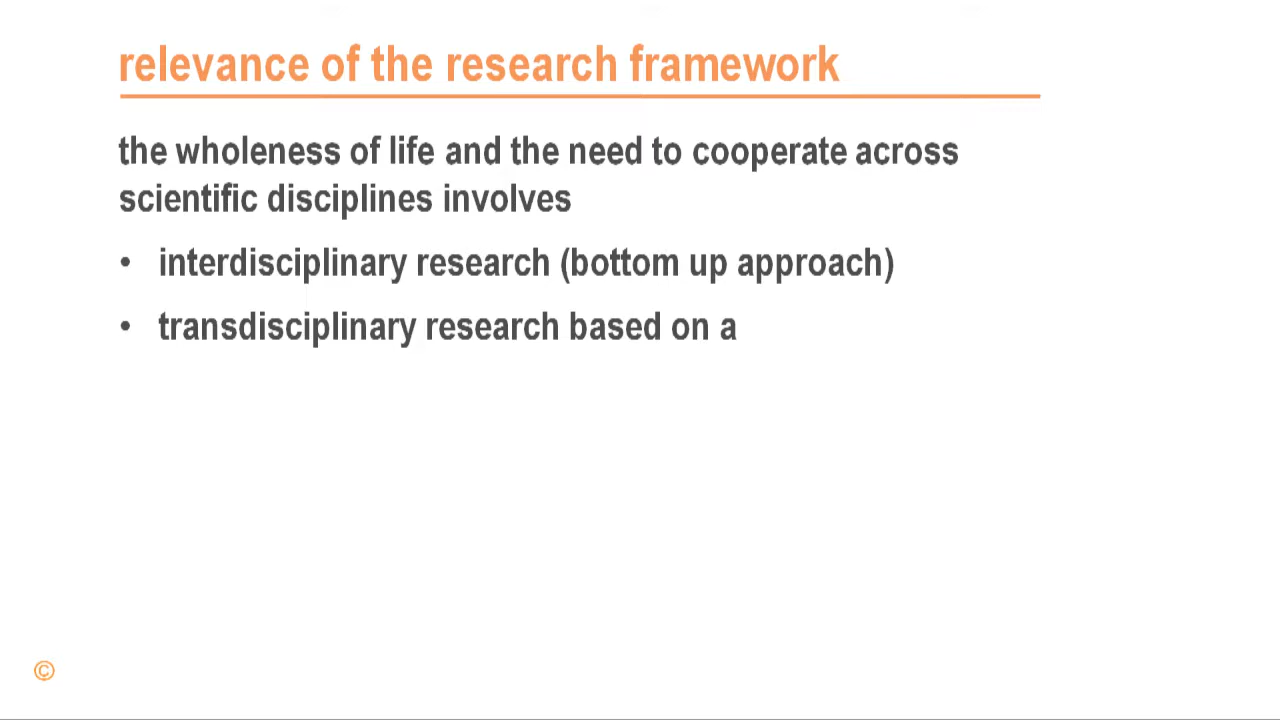 relevance of the research framework
the wholeness of life and the need to cooperate across
scientific disciplines involves
• interdisciplinary research (bottom up approach)
• transdisciplinary research based on a
©